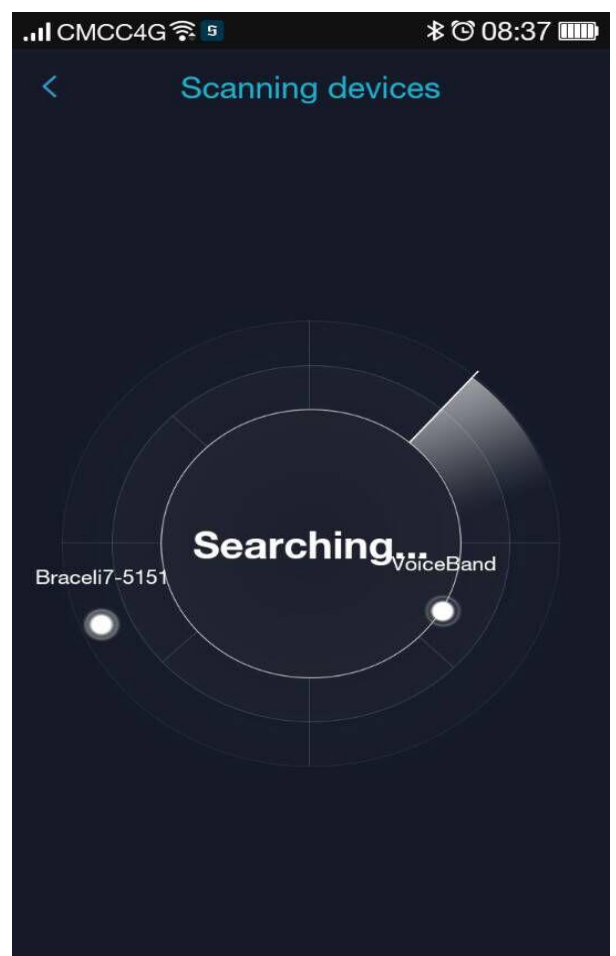 CMCC4G 08:37
Scanning devices
Searching...
VoiceBand
Braceli7-5151